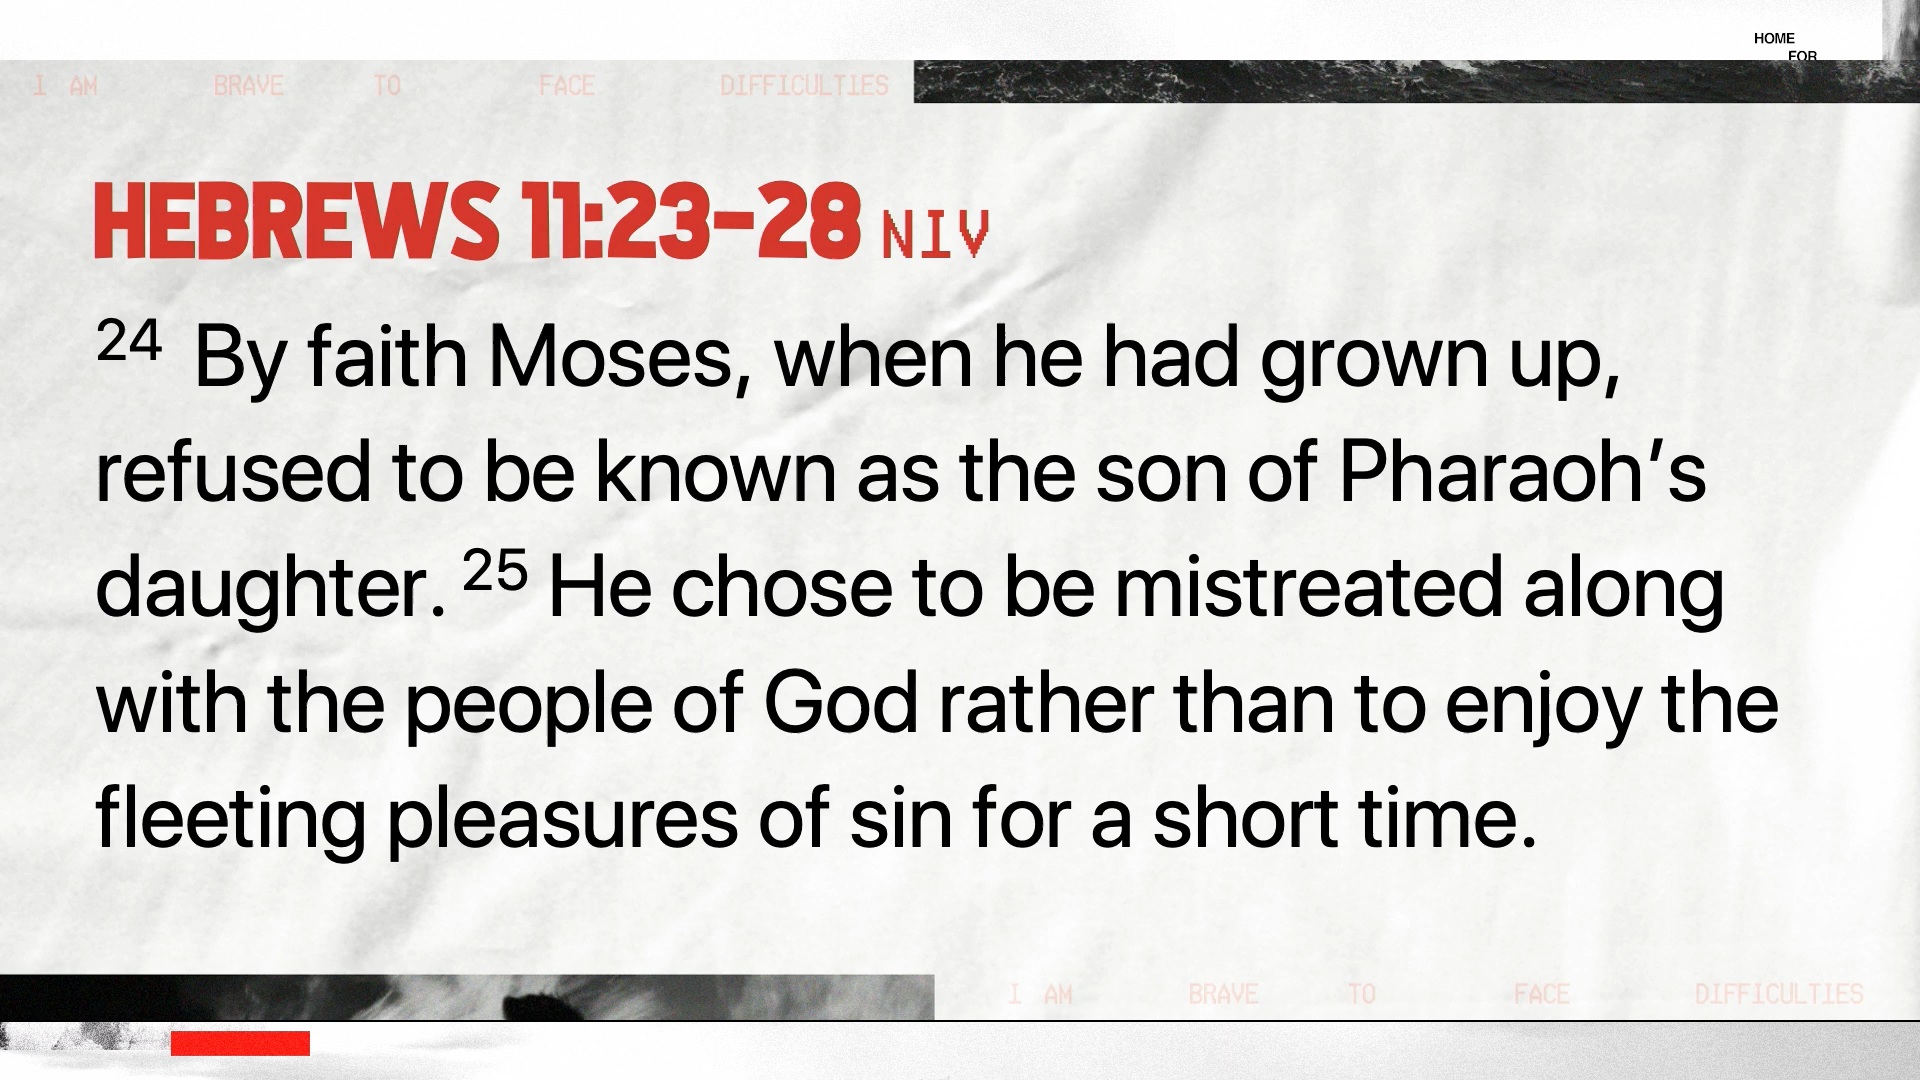 HOME
FOR
I AM BRAVE TO FACE DIFFICULTIES
HEBREWS 11:23-28 NIV
24 By faith Moses, when he had grown up,
refused to be known as the son of Pharaoh’s
daughter. 25 He chose to be mistreated along
with the people of God rather than to enjoy the
fleeting pleasures of sin for a short time.
I AM BRAVE TO FACE DIFFICULTIES